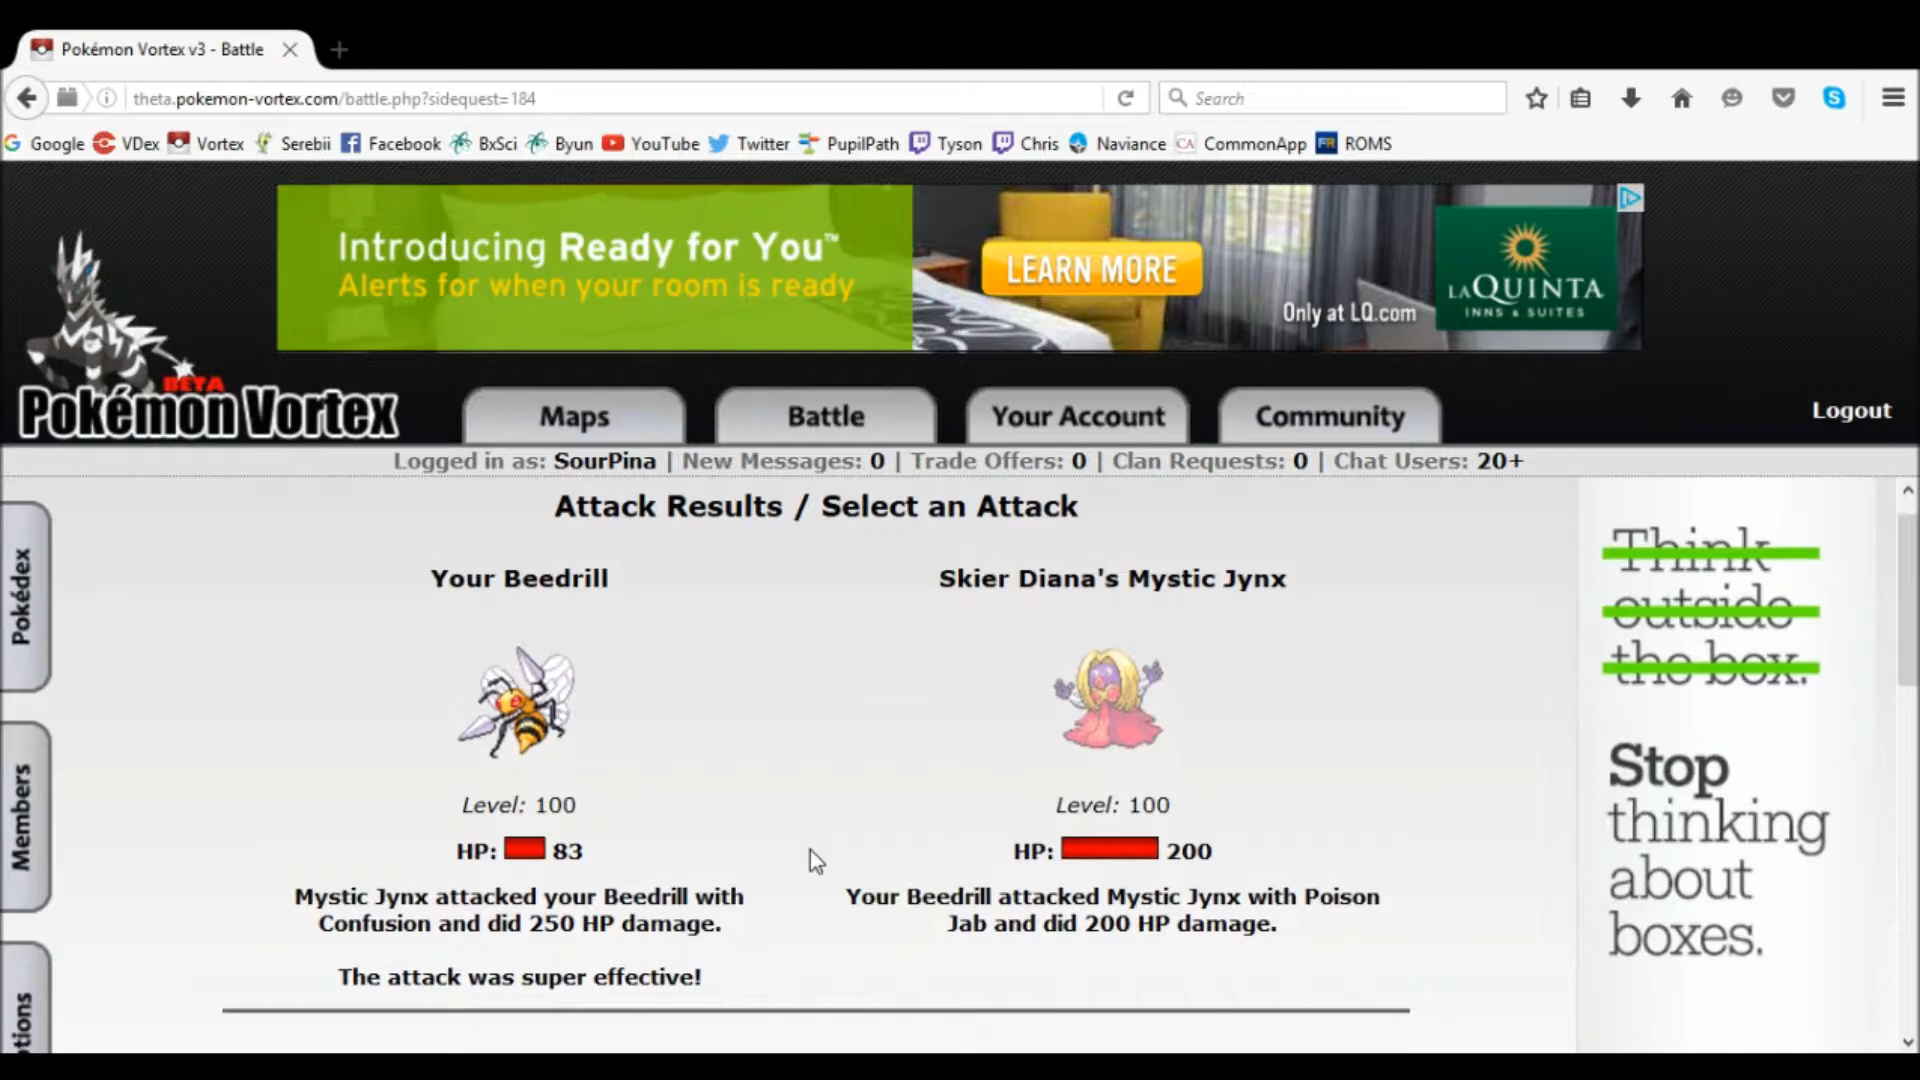 Pokémon Vortex v3 - Battle
theta.pokemon-vortex.com/battle.php?sidequest=184
Search
Google VDex Vortex Serebii Facebook BxSci Byun YouTube Twitter PupilPath Tyson Chris Naviance CA CommonApp FR ROMS
Introducing Ready for You™
Alerts for when your room is ready
LEARN MORE
Only at LQ.com
LAQUINTA
INNS & SUITES
BETA
Pokémon Vortex
Maps
Battle
Your Account
Community
Logout
Logged in as: SourPina | New Messages: 0 | Trade Offers: 0 | Clan Requests: 0 | Chat Users: 20+
Attack Results / Select an Attack
Pokédex
Members
tions
Your Beedrill
Level: 100
HP: 83
Mystic Jynx attacked your Beedrill with
Confusion and did 250 HP damage.
The attack was super effective!
Skier Diana's Mystic Jynx
Level: 100
HP: 200
Your Beedrill attacked Mystic Jynx with Poison
Jab and did 200 HP damage.
Think
outside
the box.
Stop
thinking
about
boxes.